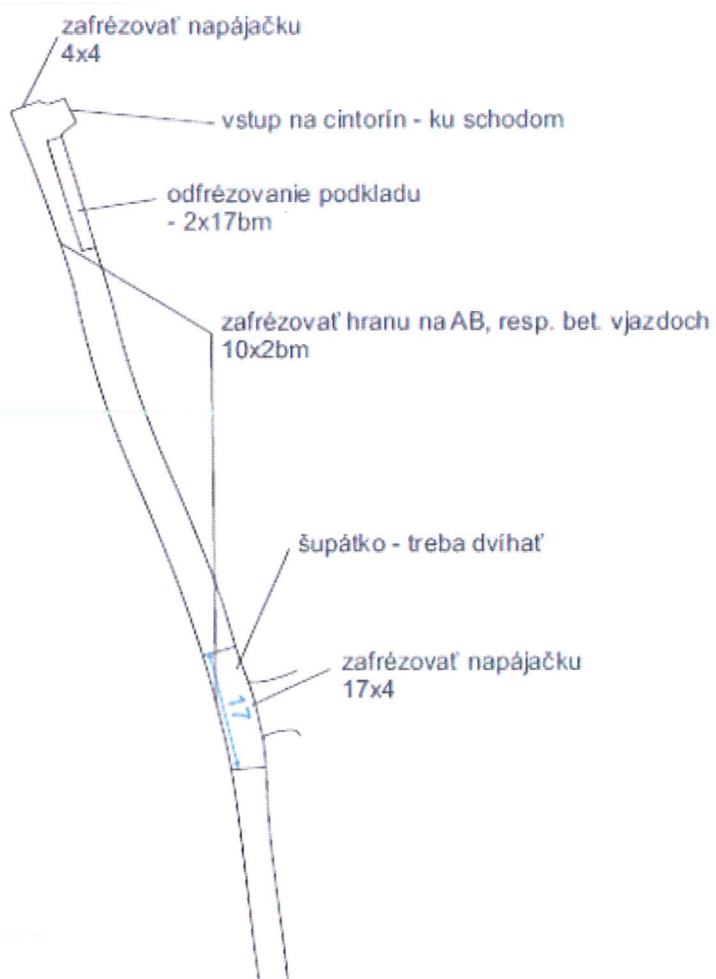 zafrézovať napájačku
4x4
vstup na cintorín - ku schodom
odfrézovanie podkladu
- 2x17bm
zafrézovať hranu na AB, resp. bet. vjazdoch
10x2bm
šupátko - treba dvíhať
zafrézovať napájačku
17x4
17